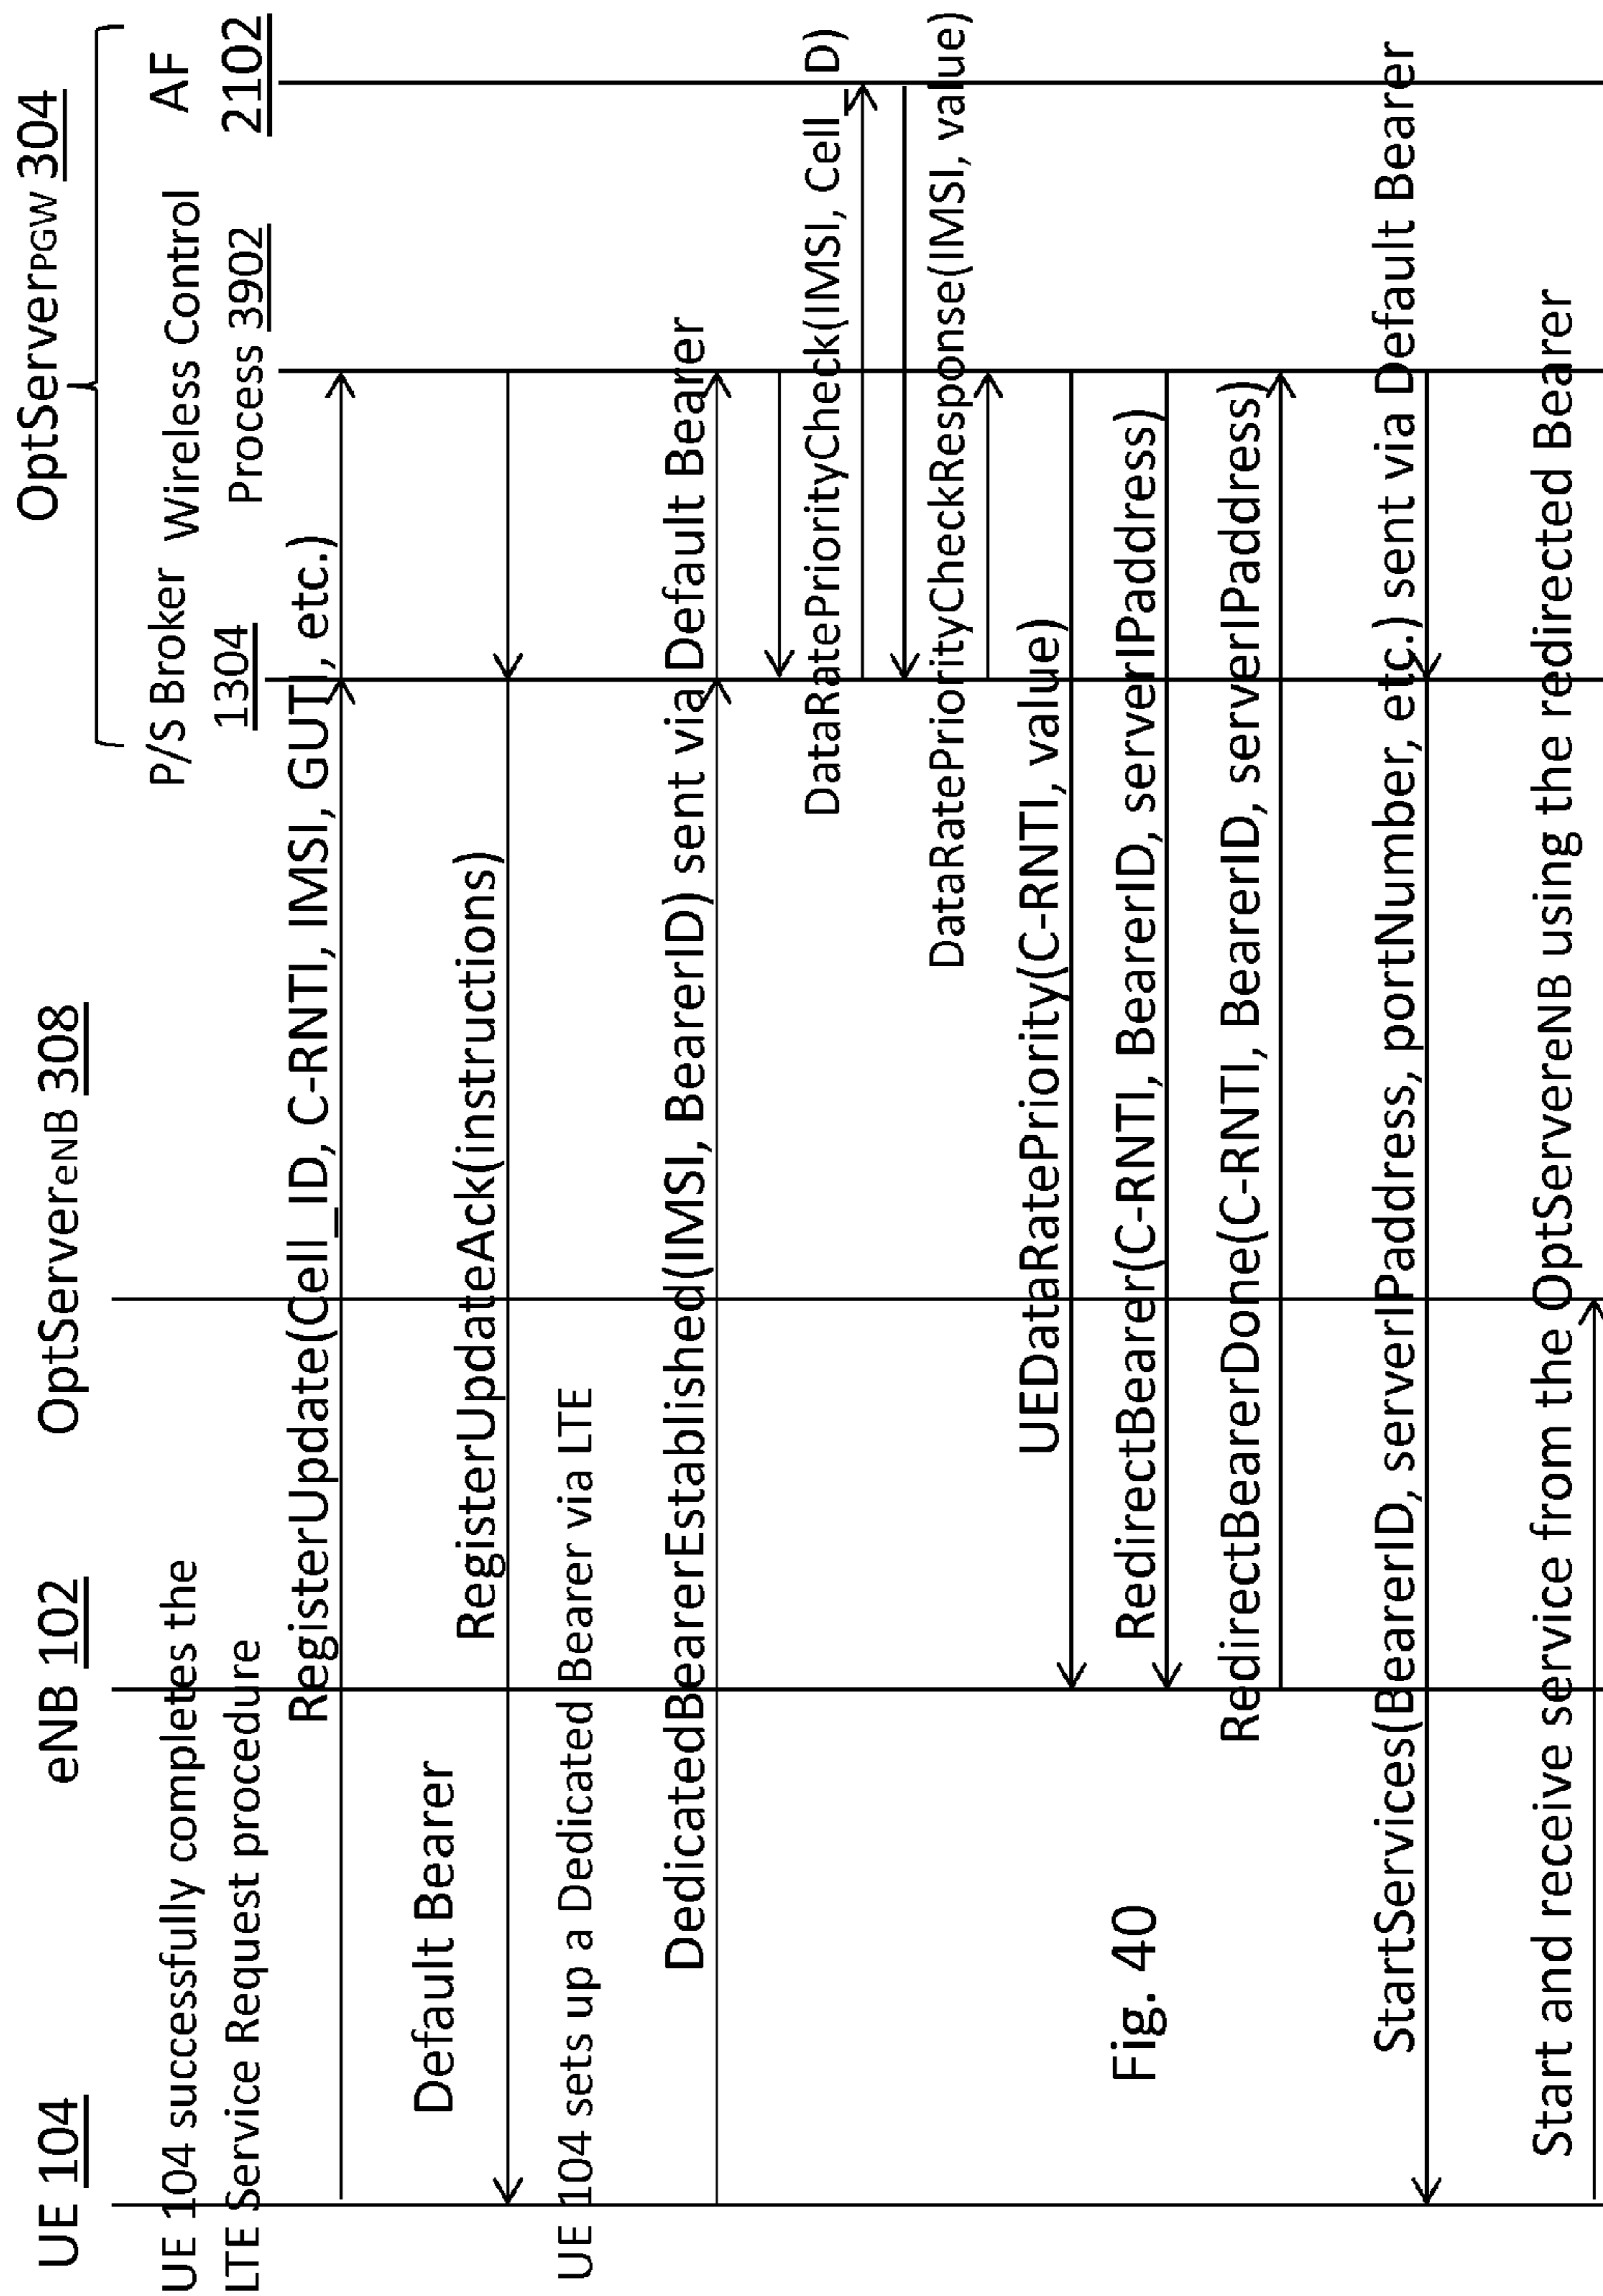 OptServerPGW 304
UE 104
eNB 102
OptServereNB 308
P/S Broker
1304
Wireless Control
Process 3902
AF
2102
UE 104 successfully completes the
LTE Service Request procedure
RegisterUpdate(Cell_ID, C-RNTI, IMSI, GUTI, etc.)
Default Bearer
RegisterUpdateAck(instructions)
UE 104 sets up a Dedicated Bearer via LTE
DedicatedBearerEstablished(IMSI, BearerID) sent via Default Bearer
DataRatePriorityCheck(IMSI, Cell_ID)
DataRatePriorityCheckResponse(IMSI, value)
UEDataRatePriority(C-RNTI, value)
RedirectBearer(C-RNTI, BearerID, serverIPaddress)
RedirectBearerDone(C-RNTI, BearerID, serverIPaddress)
Fig. 40
StartServices(BearerID, serverIPaddress, portNumber, etc.) sent via Default Bearer
Start and receive service from the OptServereNB using the redirected Bearer